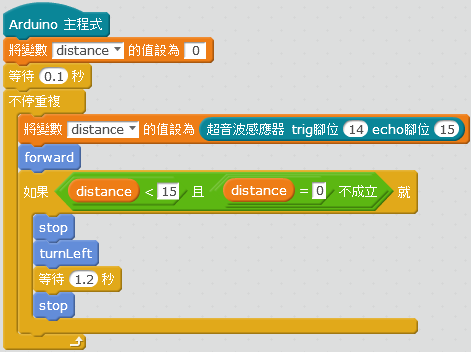 Arduino 主程式
將變數 distance 的值設為 0
等待 0.1 秒
不停重複
將變數 distance 的值設為 超音波感應器 trig腳位 14 echo腳位 15
forward
如果 distance < 15 且 distance = 0 不成立 就
stop
turnLeft
等待 1.2 秒
stop